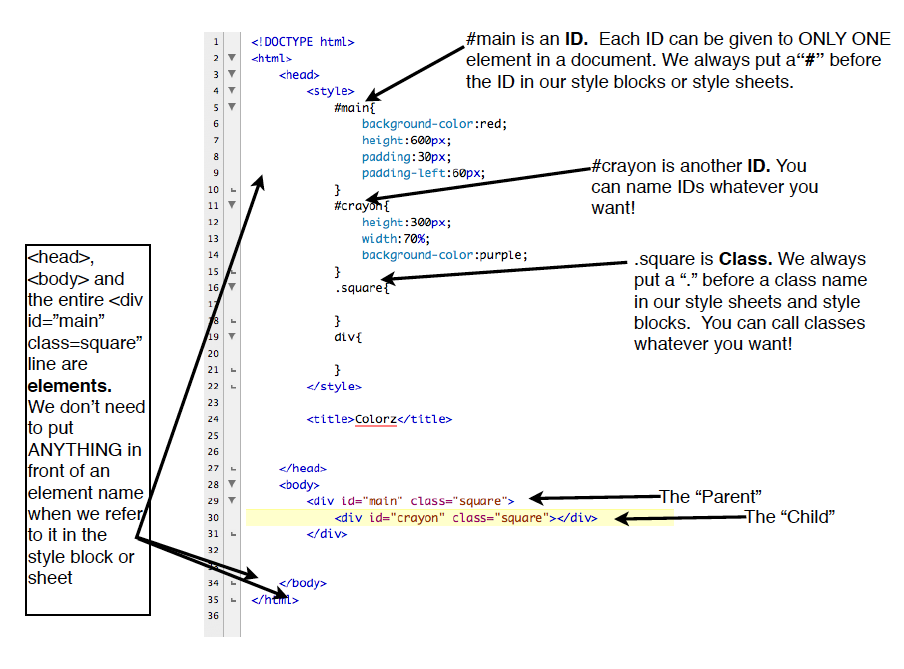 #main is an ID.  Each ID can be given to ONLY ONE
element in a document. We always put a“#” before
the ID in our style blocks or style sheets.
1 <!DOCTYPE html>
2 <html>
3 <head>
4 <style>
5 #main{
6 background-color:red;
7 height:600px;
8 padding:30px;
9 padding-left:60px;
10 }
11 #crayon{
12 height:300px;
13 width:70%;
14 background-color:purple;
15 }
16 .square{
17
18 }
19 div{
20
21 }
22 </style>
23
24 <title>Colorz</title>
25
26
27 </head>
28 <body>
29 <div id="main" class="square">
30 <div id="crayon" class="square"></div>
31 </div>
32
33
34 </body>
35 </html>
36
#crayon is another ID. You
can name IDs whatever you
want!
.square is Class. We always
put a “.” before a class name
in our style sheets and style
blocks.  You can call classes
whatever you want!
<head>,
<body> and
the entire <div
id=”main”
class=square”
line are
elements.
We don’t need
to put
ANYTHING in
front of an
element name
when we refer
to it in the
style block or
sheet
The “Parent”
The “Child”